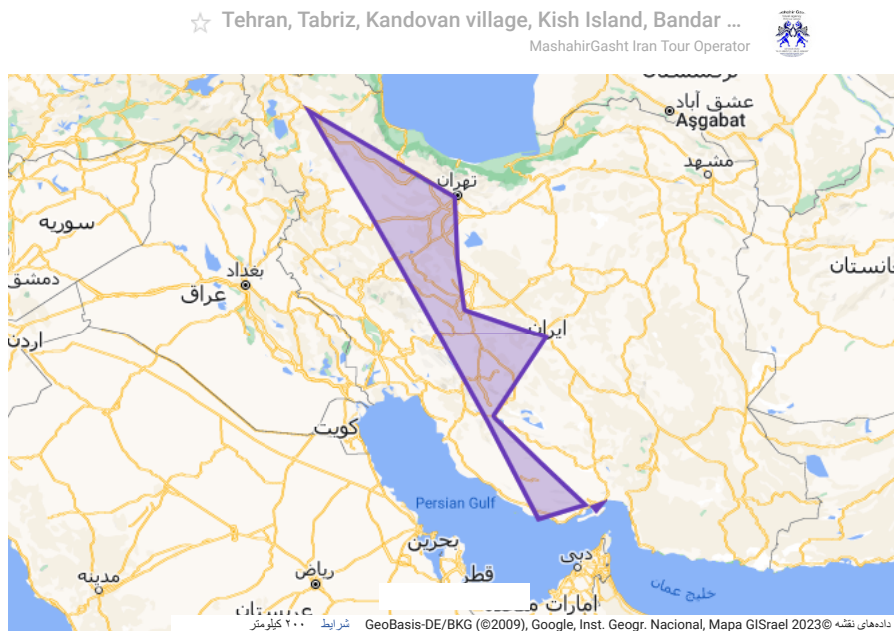 Tehran, Tabriz, Kandovan village, Kish Island, Bandar ...
MashahirGasht Iran Tour Operator
عشق آباد
Aşgabat
مشهد
تهران
سوریه
بغداد
دمشق
عراق
ایران
اردن
کویت
Persian Gulf
بحرین
دبی
قطر
ریاض
مدینه
خلیج عمان
امارات
عربستان
داده‌های نقشه ©2023 GeoBasis-DE/BKG (©2009), Google, Inst. Geogr. Nacional, Mapa GISrael
شرایط
۲۰۰ کیلومتر